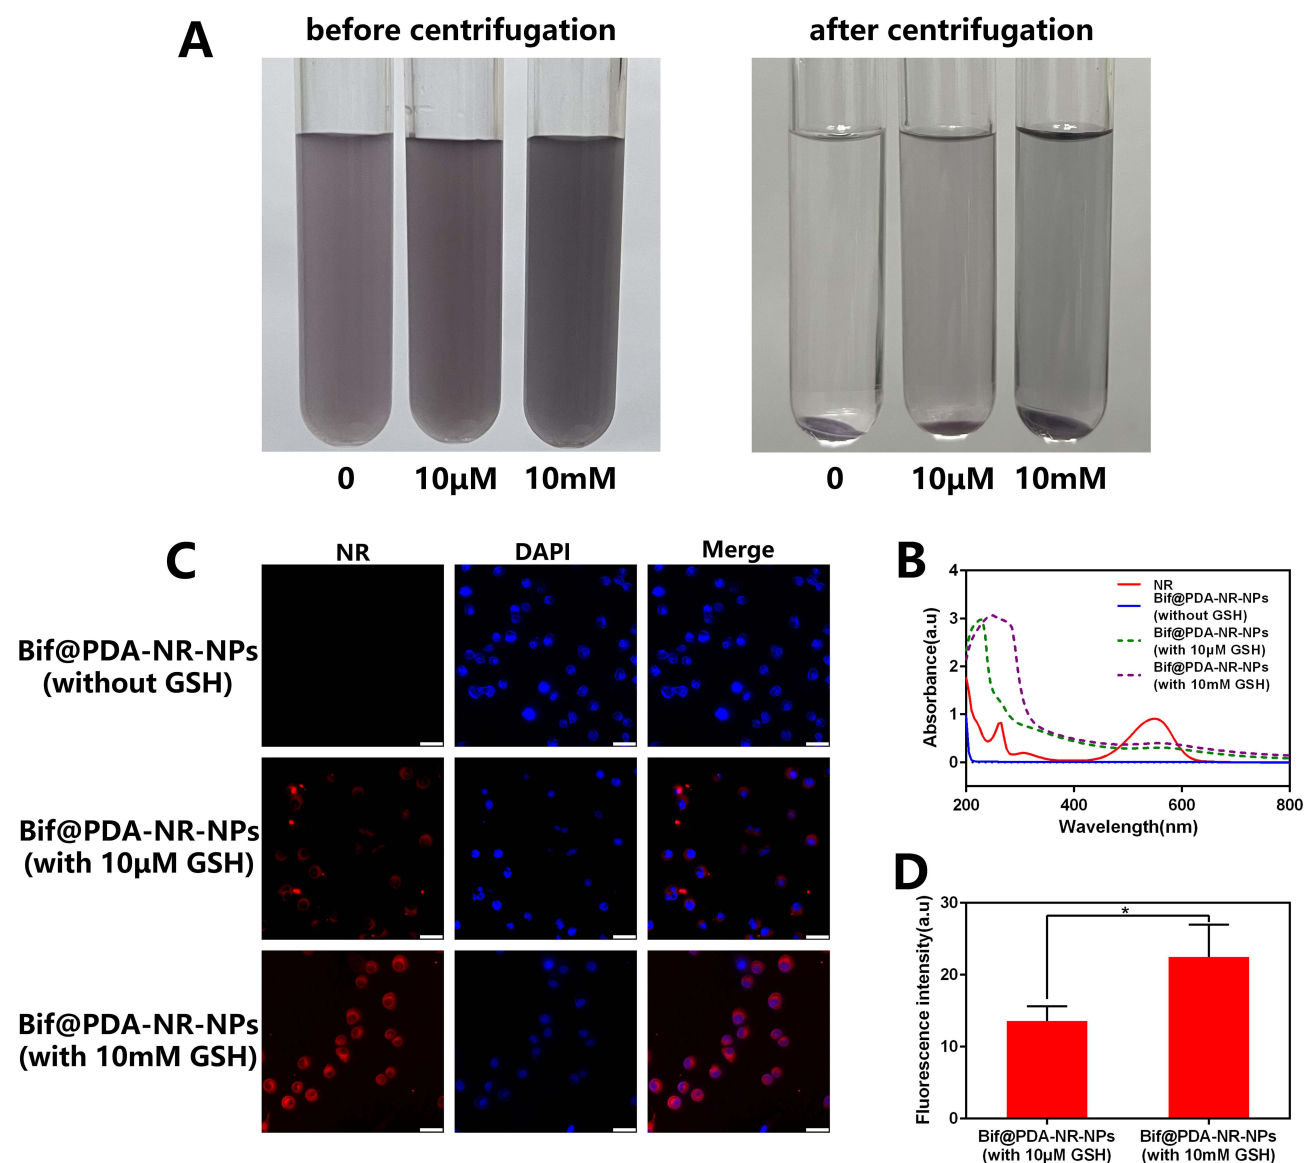 A
before centrifugation
after centrifugation
0
10μM
10mM
0
10μM
10mM
C
NR
DAPI
Merge
Bif@PDA-NR-NPs
(without GSH)
Bif@PDA-NR-NPs
(with 10μM GSH)
Bif@PDA-NR-NPs
(with 10mM GSH)
B
Absorbance(a.u)
4
3
2
1
0
200
400
600
800
Wavelength(nm)
NR
Bif@PDA-NR-NPs
(without GSH)
Bif@PDA-NR-NPs
(with 10μM GSH)
Bif@PDA-NR-NPs
(with 10mM GSH)
D
Fluorescence intensity(a.u)
30
20
10
0
*
Bif@PDA-NR-NPs
(with 10μM GSH)
Bif@PDA-NR-NPs
(with 10mM GSH)